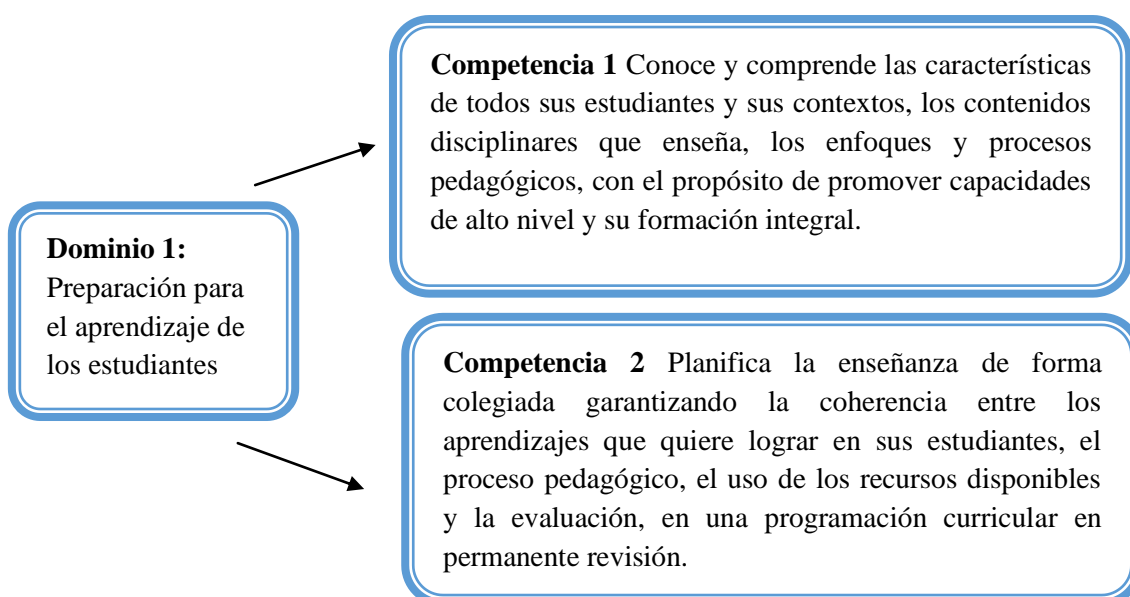 Dominio 1:
Preparación para
el aprendizaje de
los estudiantes
Competencia 1 Conoce y comprende las características
de todos sus estudiantes y sus contextos, los contenidos
disciplinares que enseña, los enfoques y procesos
pedagógicos, con el propósito de promover capacidades
de alto nivel y su formación integral.
Competencia 2 Planifica la enseñanza de forma
colegiada garantizando la coherencia entre los
aprendizajes que quiere lograr en sus estudiantes, el
proceso pedagógico, el uso de los recursos disponibles
y la evaluación, en una programación curricular en
permanente revisión.